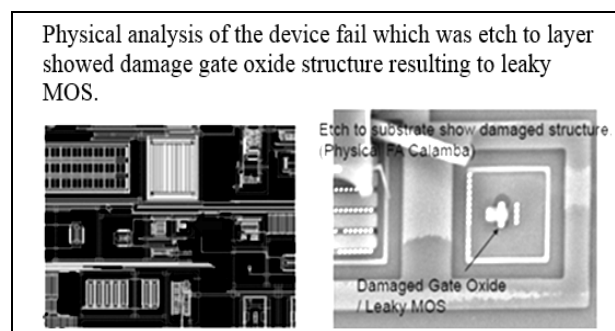 Physical analysis of the device fail which was etch to layer
showed damage gate oxide structure resulting to leaky
MOS.
Etch to substrate show damaged structure.
(Physical FA Calamba)
Damaged Gate Oxide
/ Leaky MOS